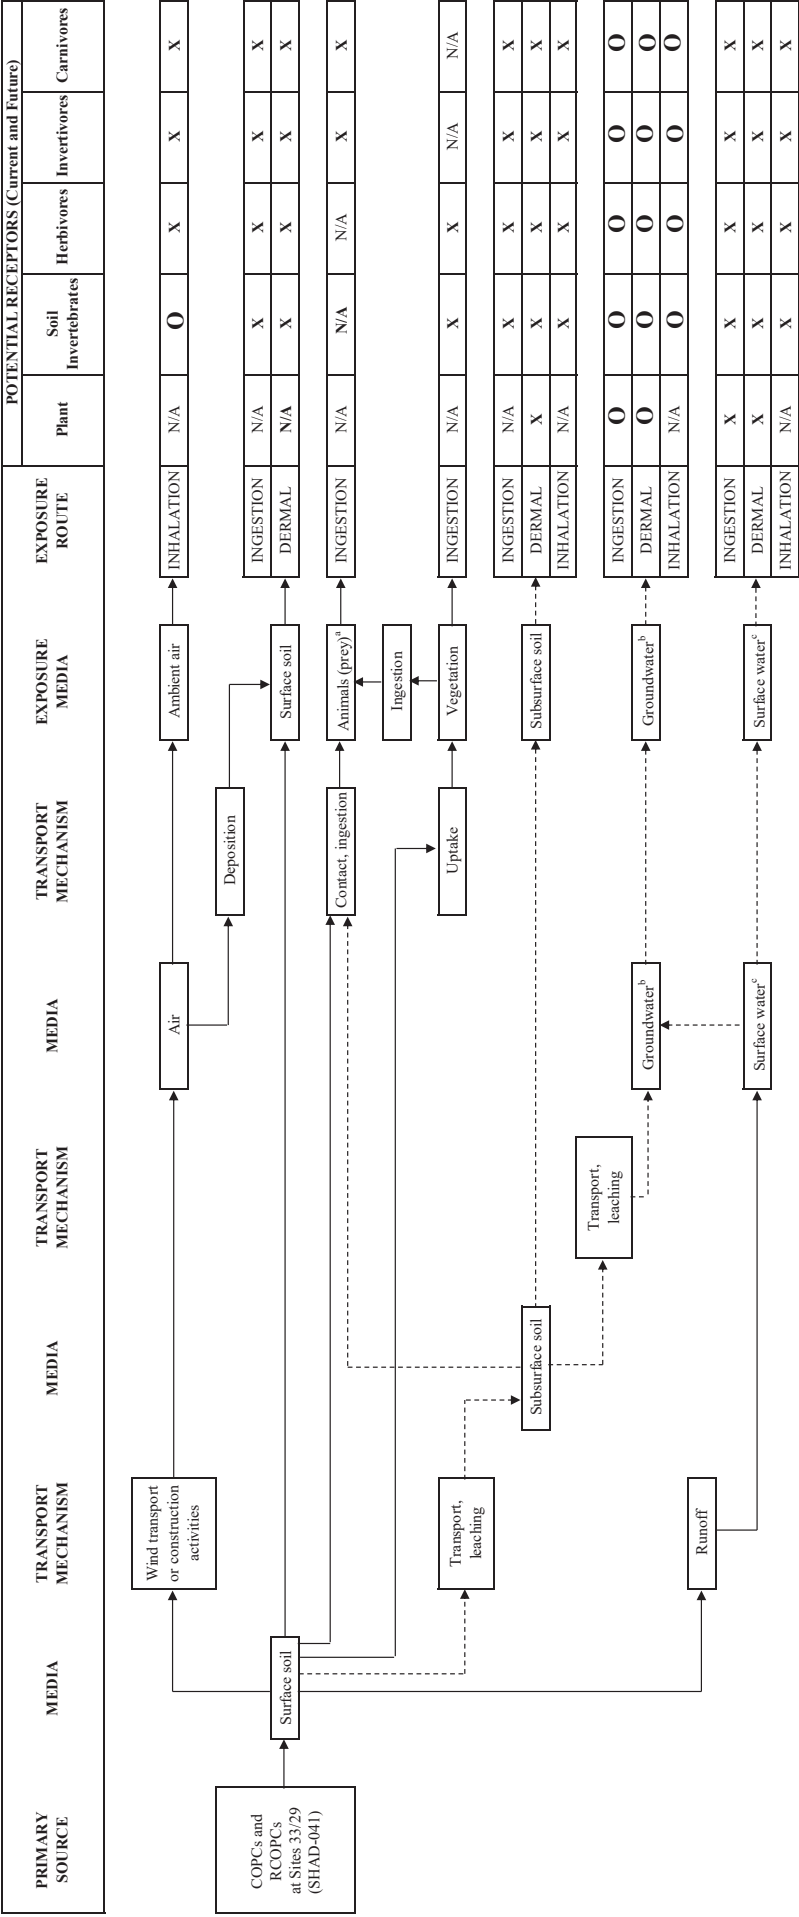 POTENTIAL RECEPTORS (Current and Future)
PRIMARY
SOURCE
MEDIA
TRANSPORT
MECHANISM
MEDIA
TRANSPORT
MECHANISM
MEDIA
TRANSPORT
MECHANISM
EXPOSURE
MEDIA
EXPOSURE
ROUTE
Plant
Soil
Invertebrates
Herbivores
Invertivores
Carnivores
COPCs and
RCOPCs
at Sites 33/29
(SHAD-041)
Surface soil
Wind transport
or construction
activities
Air
Ambient air
INHALATION N/A O X X X
Deposition
Surface soil
INGESTION N/A X X X X
DERMAL N/A X X X X
Contact, ingestion
Animals (prey)ᵃ
INGESTION N/A N/A N/A X X
Ingestion
Uptake
Vegetation
INGESTION N/A X X N/A N/A
Transport,
leaching
Subsurface soil
Subsurface soil
INGESTION N/A X X X X
DERMAL X X X X X
INHALATION N/A X X X X
Transport,
leaching
Groundwaterᵇ
Groundwaterᵇ
INGESTION O O O O O
DERMAL O O O O O
INHALATION N/A O O O O
Runoff
Surface waterᶜ
Surface waterᶜ
INGESTION X X X X X
DERMAL X X X X X
INHALATION N/A X X X X